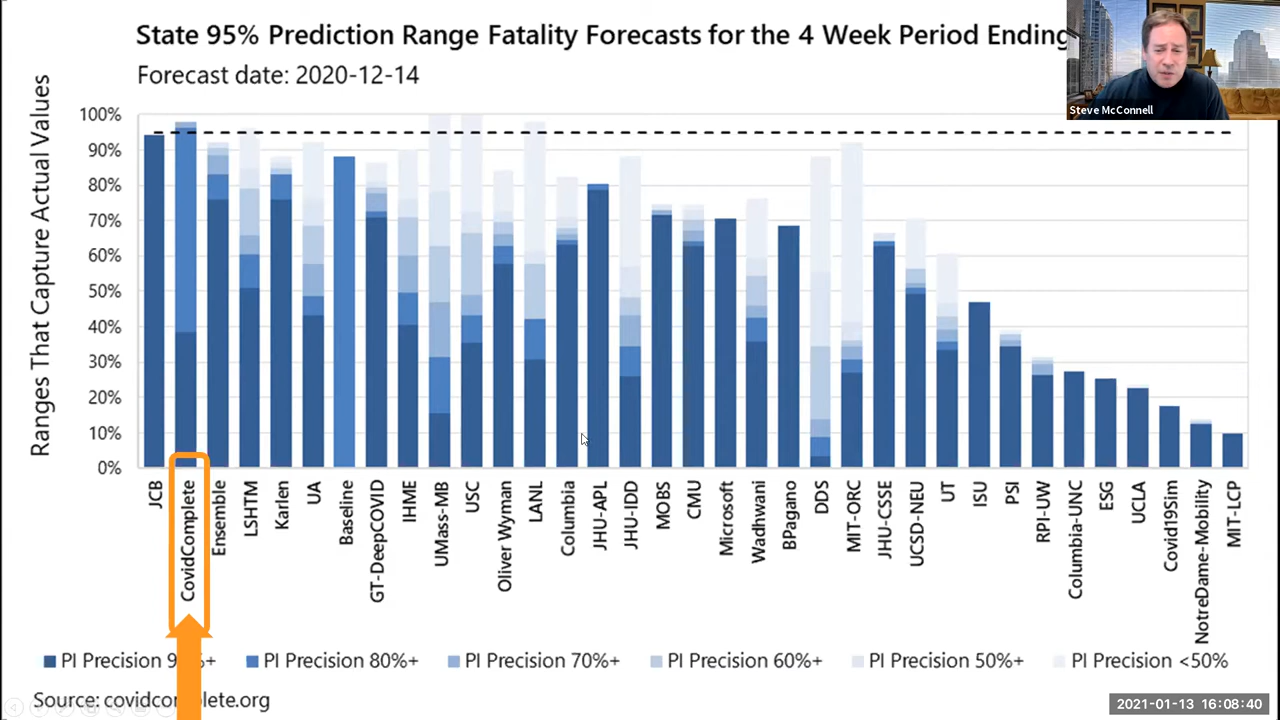 State 95% Prediction Range Fatality Forecasts for the 4 Week Period Ending
Forecast date: 2020-12-14
Steve McConnell
Ranges That Capture Actual Values
100%
90%
80%
70%
60%
50%
40%
30%
20%
10%
0%
JCB
CovidComplete
Ensemble
LSHTM
Karlen
UA
Baseline
GT-DeepCOVID
IHME
UMass-MB
USC
Oliver Wyman
LANL
Columbia
JHU-APL
JHU-IDD
MOBS
CMU
Microsoft
Wadhwani
BPagano
DDS
MIT-ORC
JHU-CSSE
UCSD-NEU
UT
ISU
PSI
RPI-UW
Columbia-UNC
ESG
UCLA
Covid19Sim
NotreDame-Mobility
MIT-LCP
PI Precision 9 %+
PI Precision 80%+
PI Precision 70%+
PI Precision 60%+
PI Precision 50%+
PI Precision <50%
Source: covidcomplete.org
2021-01-13 16:08:40